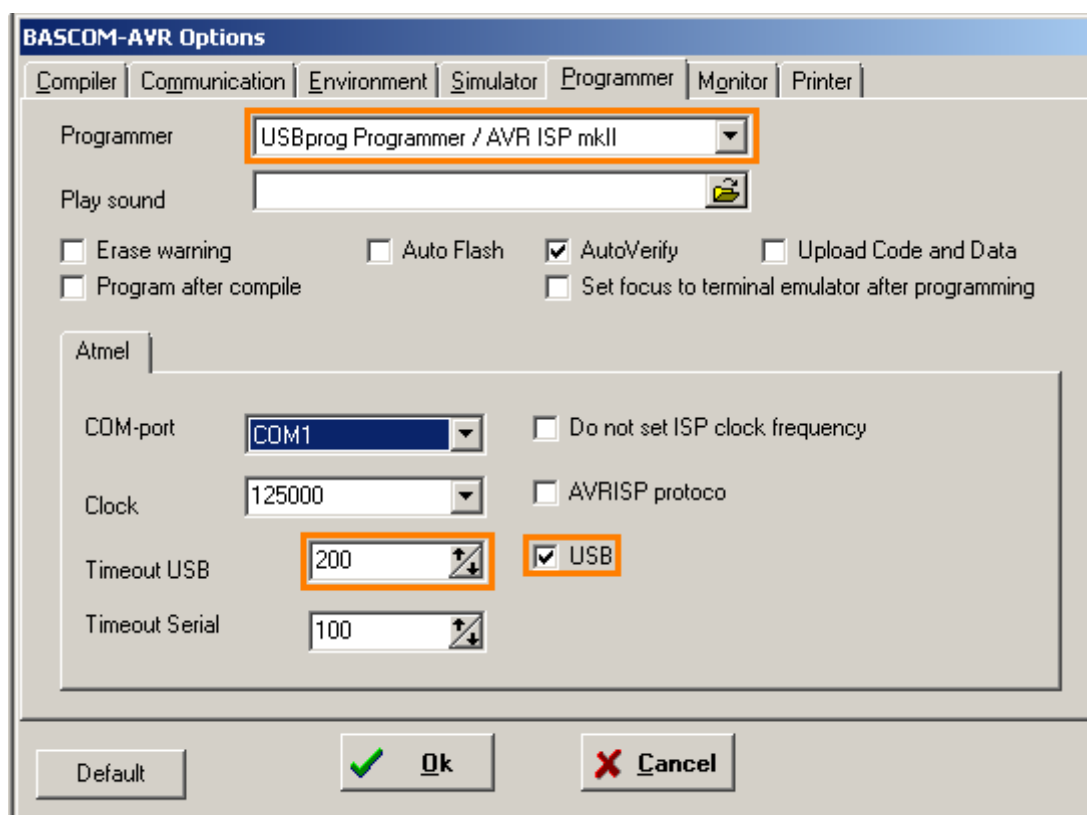 BASCOM-AVR Options
Compiler Communication Environment Simulator Programmer Monitor Printer
Programmer USBprog Programmer / AVR ISP mkII
Play sound
Erase warning Auto Flash AutoVerify Upload Code and Data
Program after compile Set focus to terminal emulator after programming
Atmel
COM-port COM1 Do not set ISP clock frequency
Clock 125000 AVRISP protoco
Timeout USB 200 USB
Timeout Serial 100
Default Ok Cancel